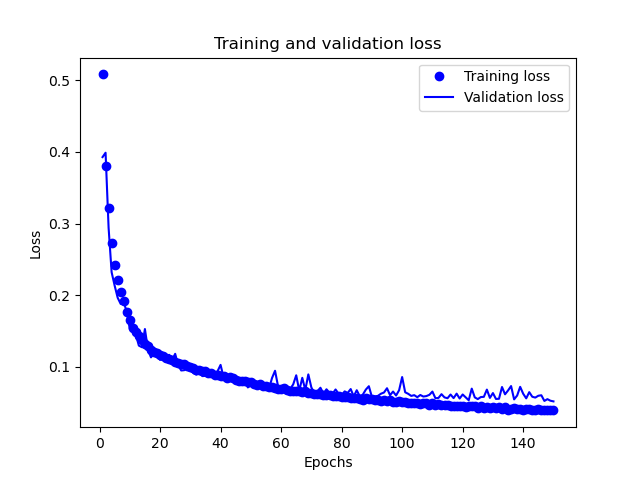 Training and validation loss
Training loss
Validation loss
Loss
0.5
0.4
0.3
0.2
0.1
0 20 40 60 80 100 120 140
Epochs